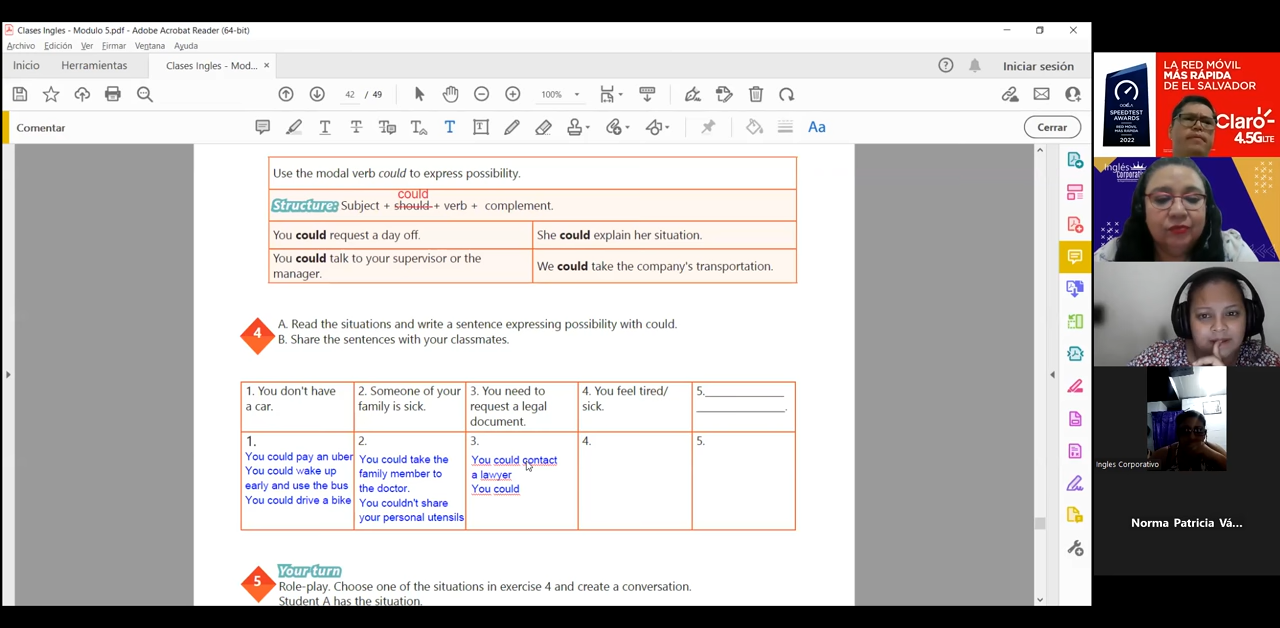 Clases Ingles - Modulo 5.pdf - Adobe Acrobat Reader (64-bit)
Archivo Edición Ver Firmar Ventana Ayuda
Inicio Herramientas Clases Ingles - Mod... × Iniciar sesión
42 / 49 100%
Comentar Aa Cerrar
Use the modal verb could to express possibility.
could
Structure: Subject + should + verb + complement.
You could request a day off. She could explain her situation.
You could talk to your supervisor or the manager. We could take the company's transportation.
4
A. Read the situations and write a sentence expressing possibility with could.
B. Share the sentences with your classmates.
1. You don't have a car.
2. Someone of your family is sick.
3. You need to request a legal document.
4. You feel tired/ sick.
5.______________ ________________.
1.
You could pay an uber
You could wake up
early and use the bus
You could drive a bike
2.
You could take the
family member to
the doctor.
You couldn't share
your personal utensils
3.
You could contact
a lawyer
You could
4.
5.
5
Your turn
Role-play. Choose one of the situations in exercise 4 and create a conversation.
Student A has the situation.
LA RED MÓVIL
MÁS RÁPIDA
DE EL SALVADOR
SPEEDTEST
AWARDS
2022
Claro
4.5G LTE
Inglés
Corporativo
Ingles Corporativo
Norma Patricia Vá...